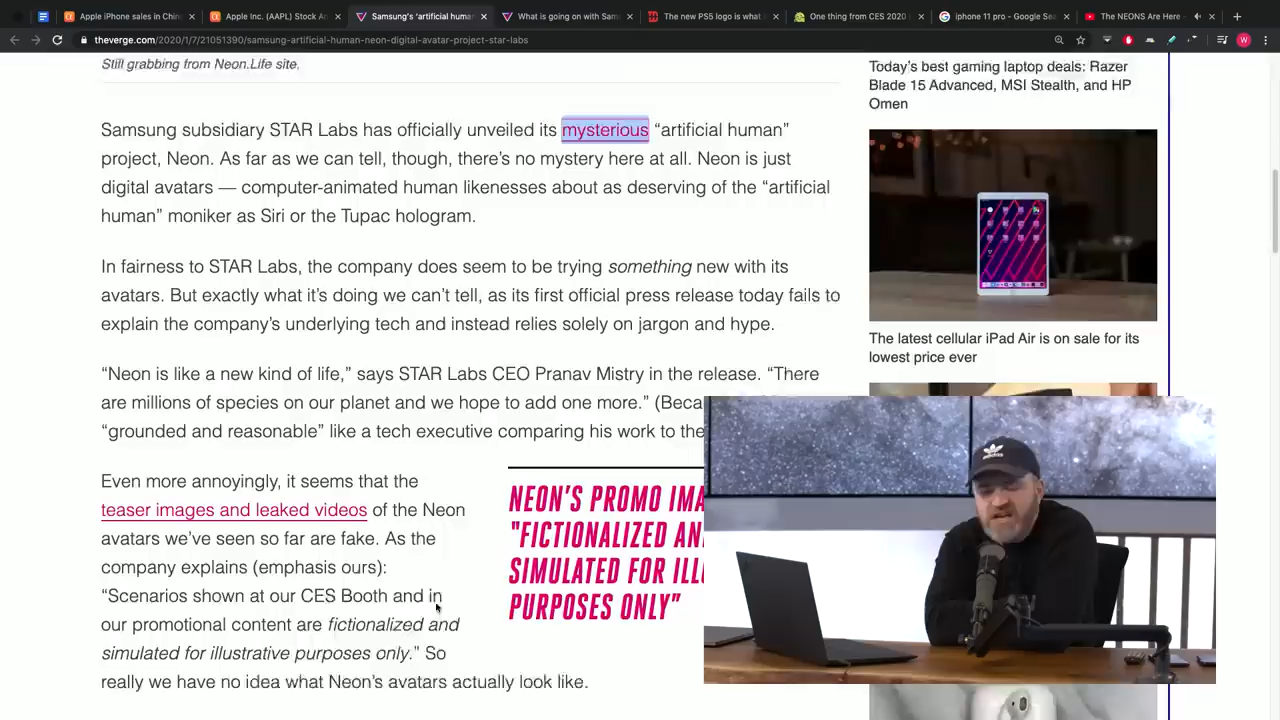 Apple iPhone sales in Chin
Apple Inc. (AAPL) Stock An
Samsung's 'artificial human
What is going on with Sam
The new PS5 logo is what
One thing from CES 2020
iphone 11 pro - Google Sea
The NEONS Are Here -
theverge.com/2020/1/7/21051390/samsung-artificial-human-neon-digital-avatar-project-star-labs
Still grabbing from Neon.Life site.
Samsung subsidiary STAR Labs has officially unveiled its mysterious “artificial human”
project, Neon. As far as we can tell, though, there’s no mystery here at all. Neon is just
digital avatars — computer-animated human likenesses about as deserving of the “artificial
human” moniker as Siri or the Tupac hologram.
In fairness to STAR Labs, the company does seem to be trying something new with its
avatars. But exactly what it’s doing we can’t tell, as its first official press release today fails to
explain the company’s underlying tech and instead relies solely on jargon and hype.
“Neon is like a new kind of life,” says STAR Labs CEO Pranav Mistry in the release. “There
are millions of species on our planet and we hope to add one more.” (Beca
“grounded and reasonable” like a tech executive comparing his work to the
Even more annoyingly, it seems that the
teaser images and leaked videos of the Neon
avatars we’ve seen so far are fake. As the
company explains (emphasis ours):
“Scenarios shown at our CES Booth and in
our promotional content are fictionalized and
simulated for illustrative purposes only.” So
really we have no idea what Neon’s avatars actually look like.
NEON’S PROMO IMA
"FICTIONALIZED AN
SIMULATED FOR ILL
PURPOSES ONLY”
Today’s best gaming laptop deals: Razer
Blade 15 Advanced, MSI Stealth, and HP
Omen
The latest cellular iPad Air is on sale for its
lowest price ever
adidas